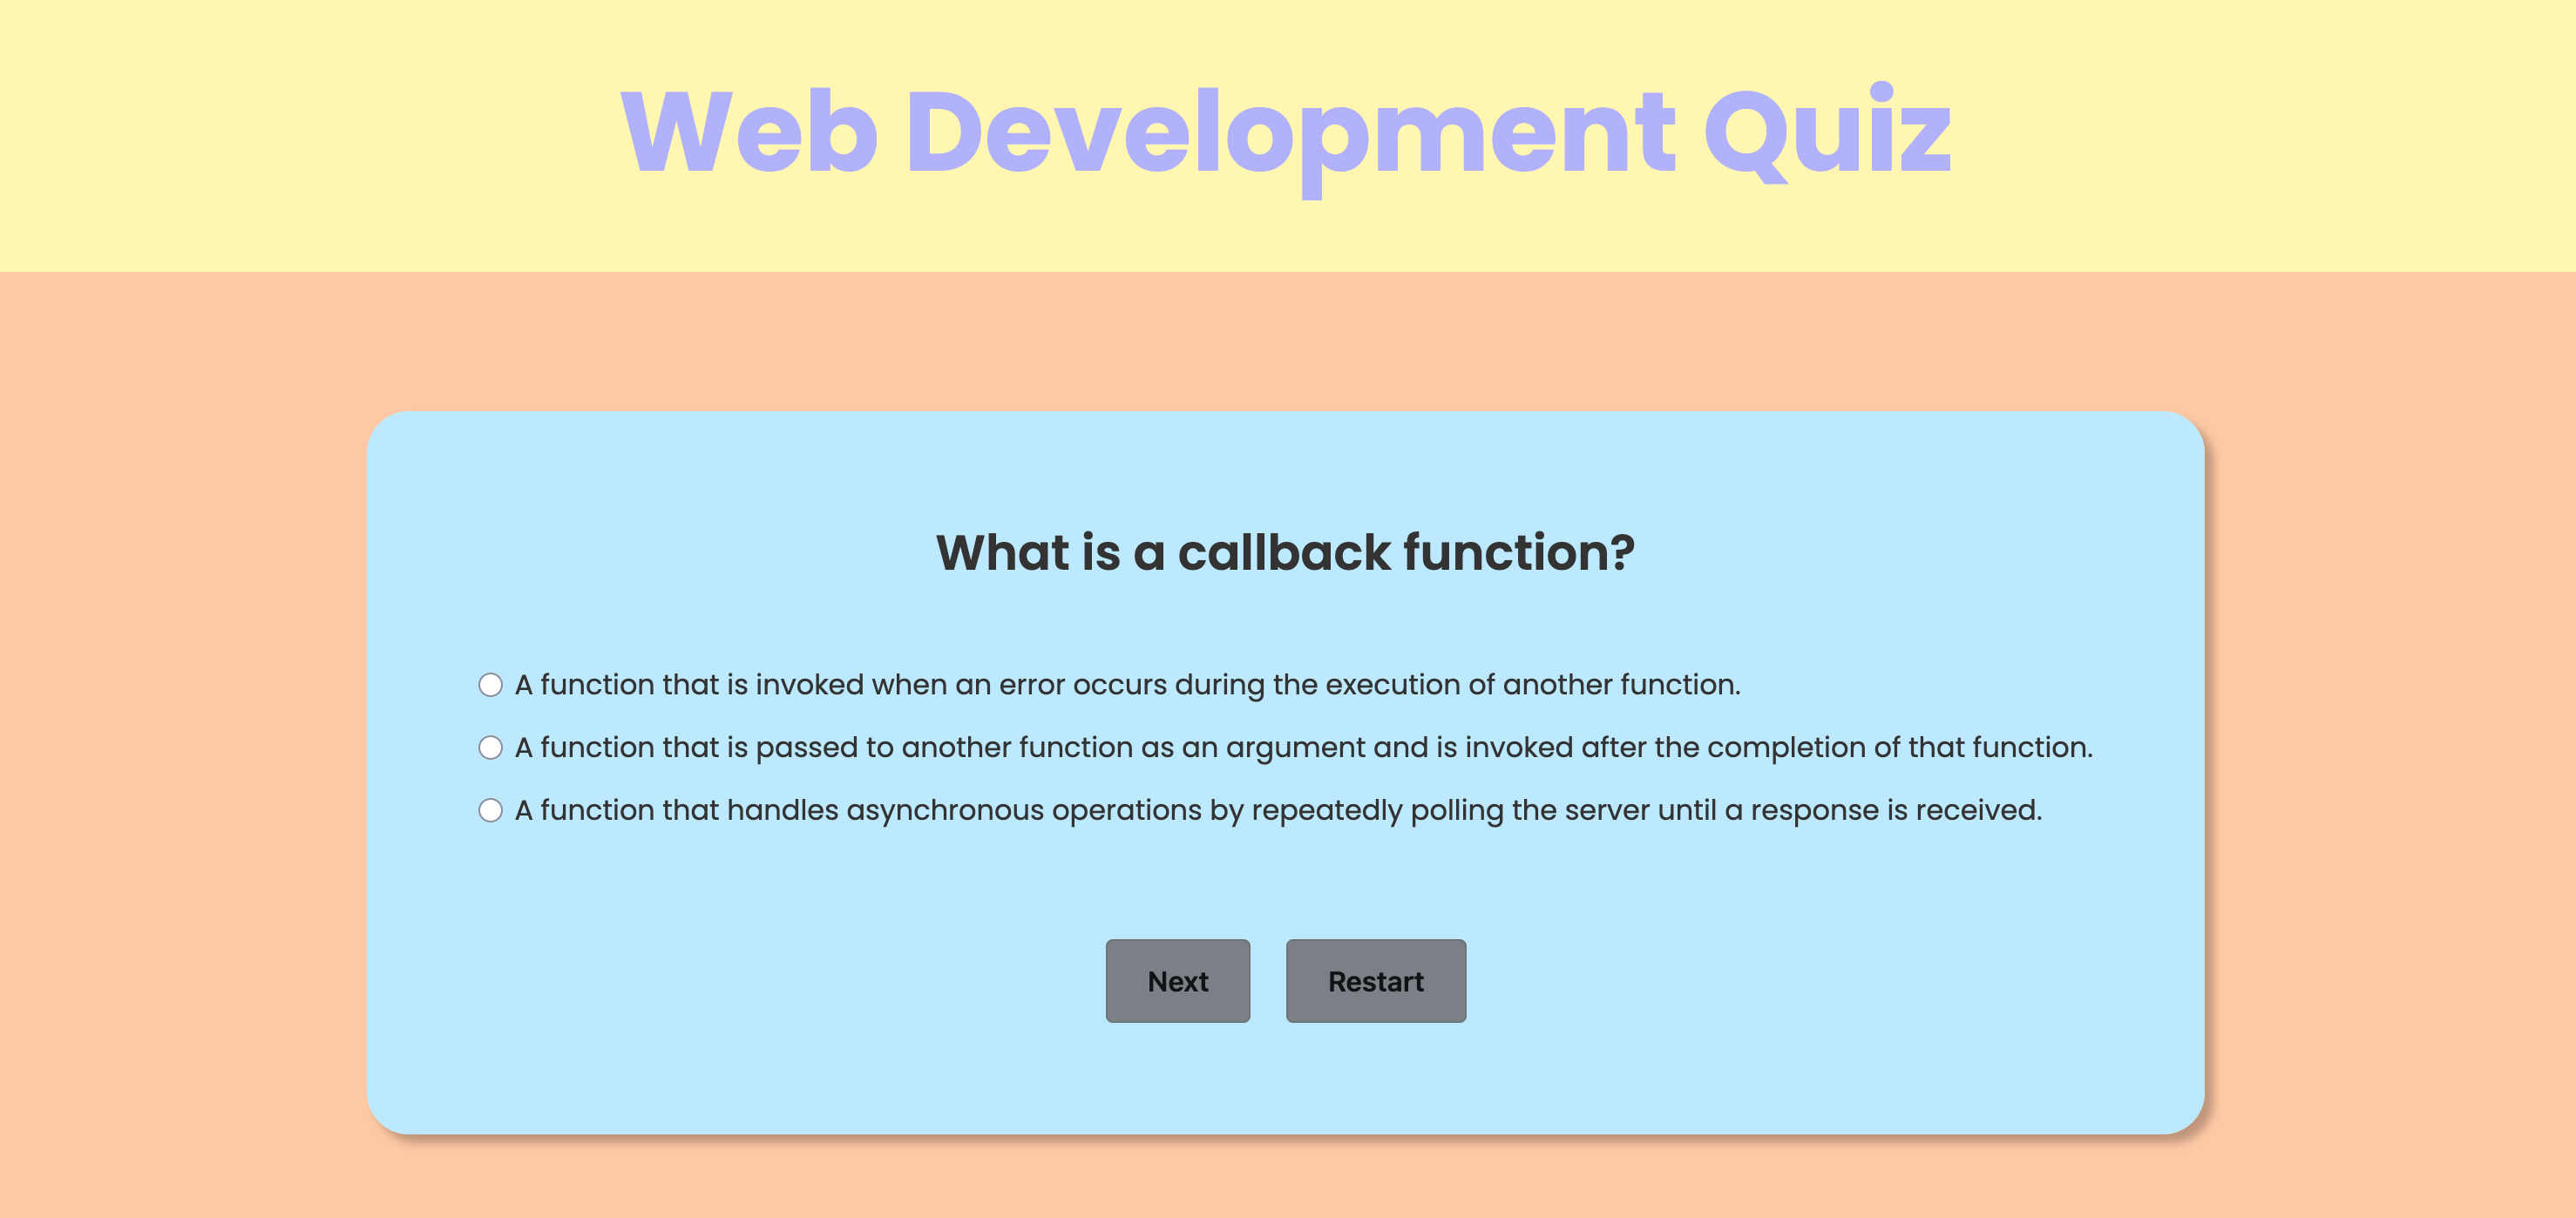 Web Development Quiz
What is a callback function?
A function that is invoked when an error occurs during the execution of another function.
A function that is passed to another function as an argument and is invoked after the completion of that function.
A function that handles asynchronous operations by repeatedly polling the server until a response is received.
Next Restart